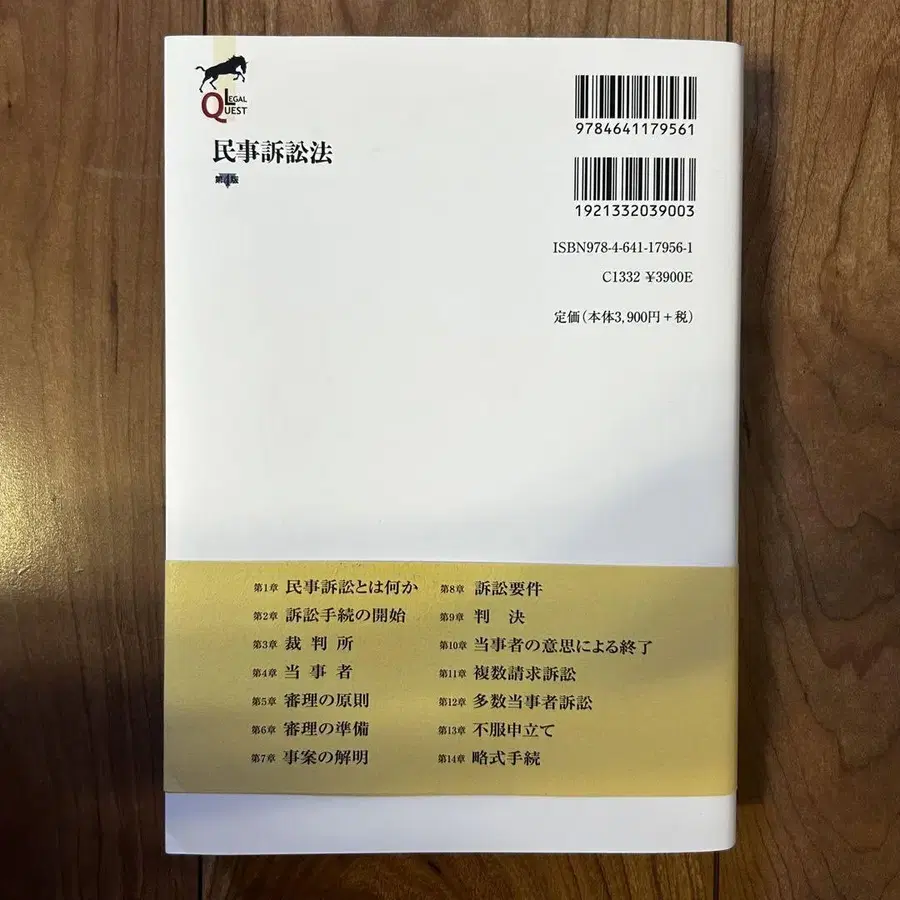 LEGAL
QUEST
民事訴訟法
第4版
9784641179561
1921332039003
ISBN978-4-641-17956-1
C1332 ¥3900E
定価(本体3,900円+税)
第1章 民事訴訟とは何か
第2章 訴訟手続の開始
第3章 裁判所
第4章 当事者
第5章 審理の原則
第6章 審理の準備
第7章 事案の解明
第8章 訴訟要件
第9章 判 決
第10章 当事者の意思による終了
第11章 複数請求訴訟
第12章 多数当事者訴訟
第13章 不服申立て
第14章 略式手続